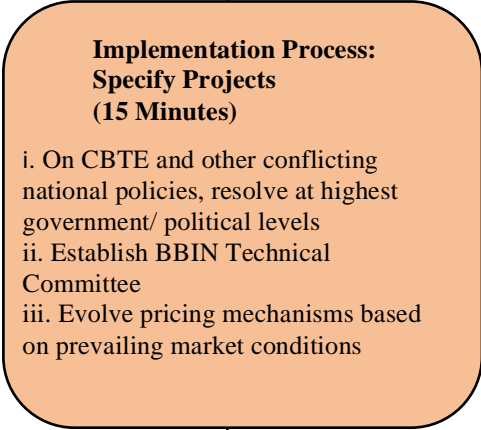 Implementation Process:
Specify Projects
(15 Minutes)
i. On CBTE and other conflicting
national policies, resolve at highest
government/ political levels
ii. Establish BBIN Technical
Committee
iii. Evolve pricing mechanisms based
on prevailing market conditions